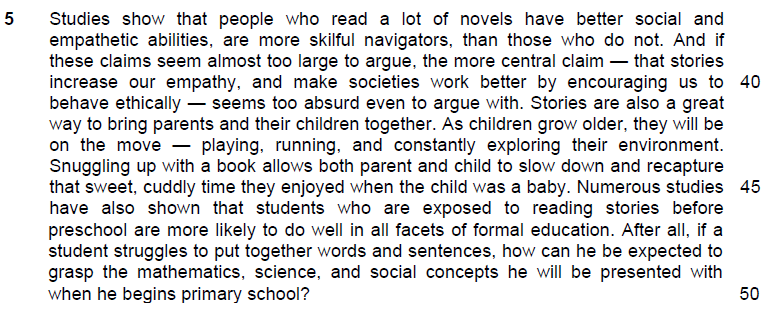 5 Studies show that people who read a lot of novels have better social and
empathetic abilities, are more skilful navigators, than those who do not. And if
these claims seem almost too large to argue, the more central claim — that stories
increase our empathy, and make societies work better by encouraging us to 40
behave ethically — seems too absurd even to argue with. Stories are also a great
way to bring parents and their children together. As children grow older, they will be
on the move — playing, running, and constantly exploring their environment.
Snuggling up with a book allows both parent and child to slow down and recapture
that sweet, cuddly time they enjoyed when the child was a baby. Numerous studies 45
have also shown that students who are exposed to reading stories before
preschool are more likely to do well in all facets of formal education. After all, if a
student struggles to put together words and sentences, how can he be expected to
grasp the mathematics, science, and social concepts he will be presented with
when he begins primary school? 50